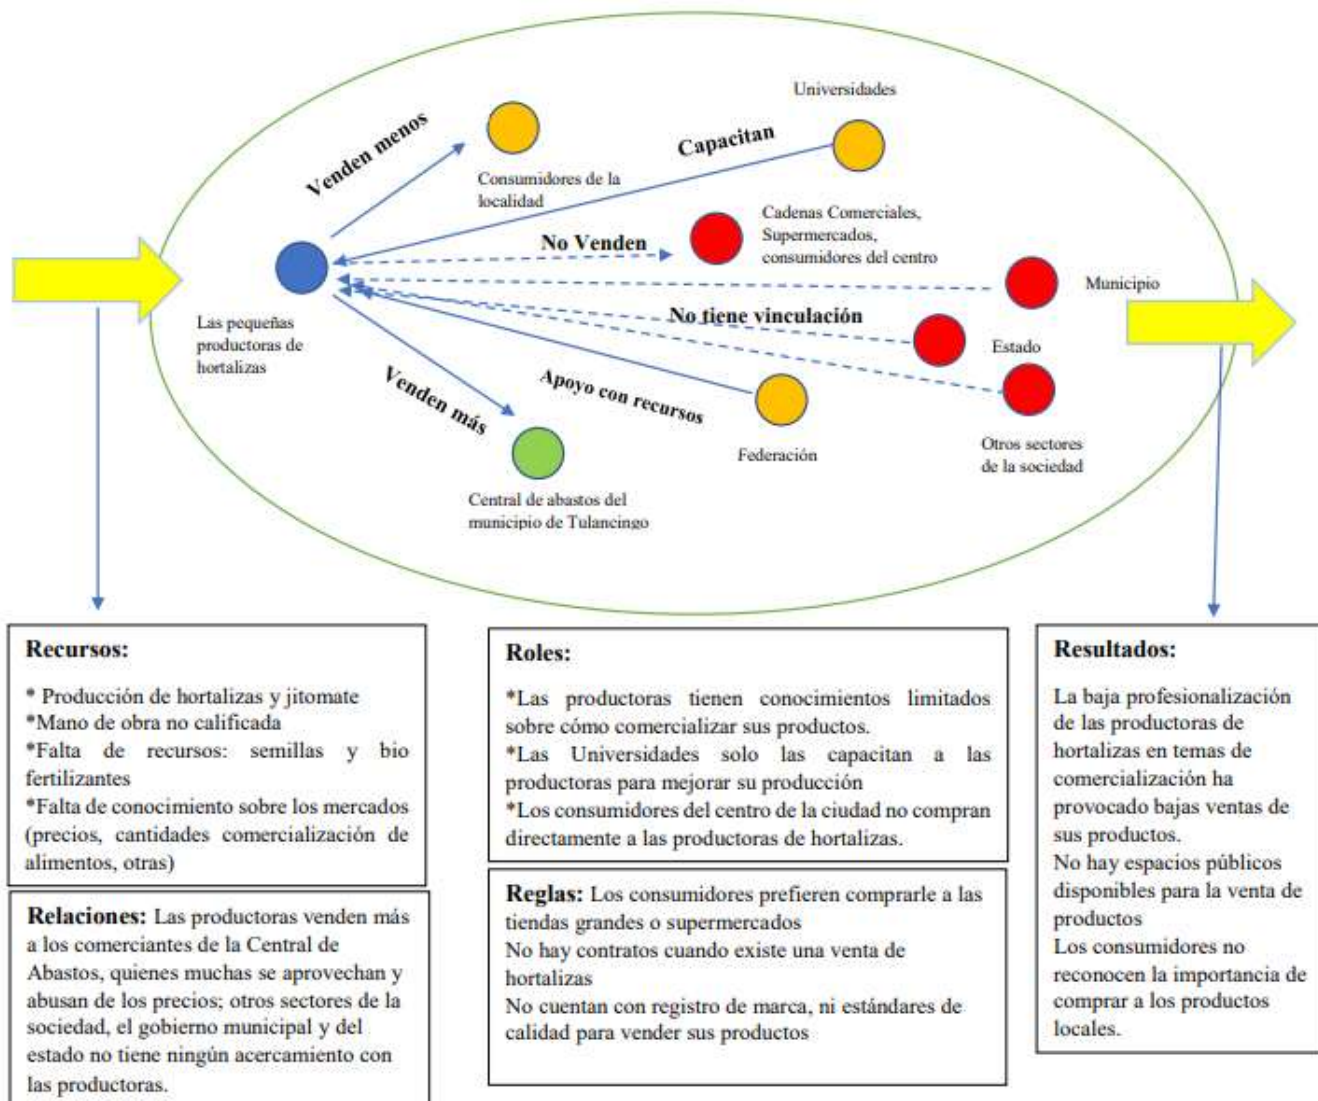 Universidades
Venden menos
Capacitan
Consumidores de la
localidad
Cadenas Comerciales,
Supermercados,
consumidores del centro
No Venden
Municipio
No tiene vinculación
Las pequeñas
productoras de
hortalizas
Estado
Venden más
Apoyo con recursos
Federación
Otros sectores
de la sociedad
Central de abastos del
municipio de Tulancingo
Recursos:
* Producción de hortalizas y jitomate
*Mano de obra no calificada
*Falta de recursos: semillas y bio
fertilizantes
*Falta de conocimiento sobre los mercados
(precios, cantidades comercialización de
alimentos, otras)
Relaciones: Las productoras venden más
a los comerciantes de la Central de
Abastos, quienes muchas se aprovechan y
abusan de los precios; otros sectores de la
sociedad, el gobierno municipal y del
estado no tiene ningún acercamiento con
las productoras.
Roles:
*Las productoras tienen conocimientos limitados
sobre cómo comercializar sus productos.
*Las Universidades solo las capacitan a las
productoras para mejorar su producción
*Los consumidores del centro de la ciudad no compran
directamente a las productoras de hortalizas.
Reglas: Los consumidores prefieren comprarle a las
tiendas grandes o supermercados
No hay contratos cuando existe una venta de
hortalizas
No cuentan con registro de marca, ni estándares de
calidad para vender sus productos
Resultados:
La baja profesionalización
de las productoras de
hortalizas en temas de
comercialización ha
provocado bajas ventas de
sus productos.
No hay espacios públicos
disponibles para la venta de
productos
Los consumidores no
reconocen la importancia de
comprar a los productos
locales.